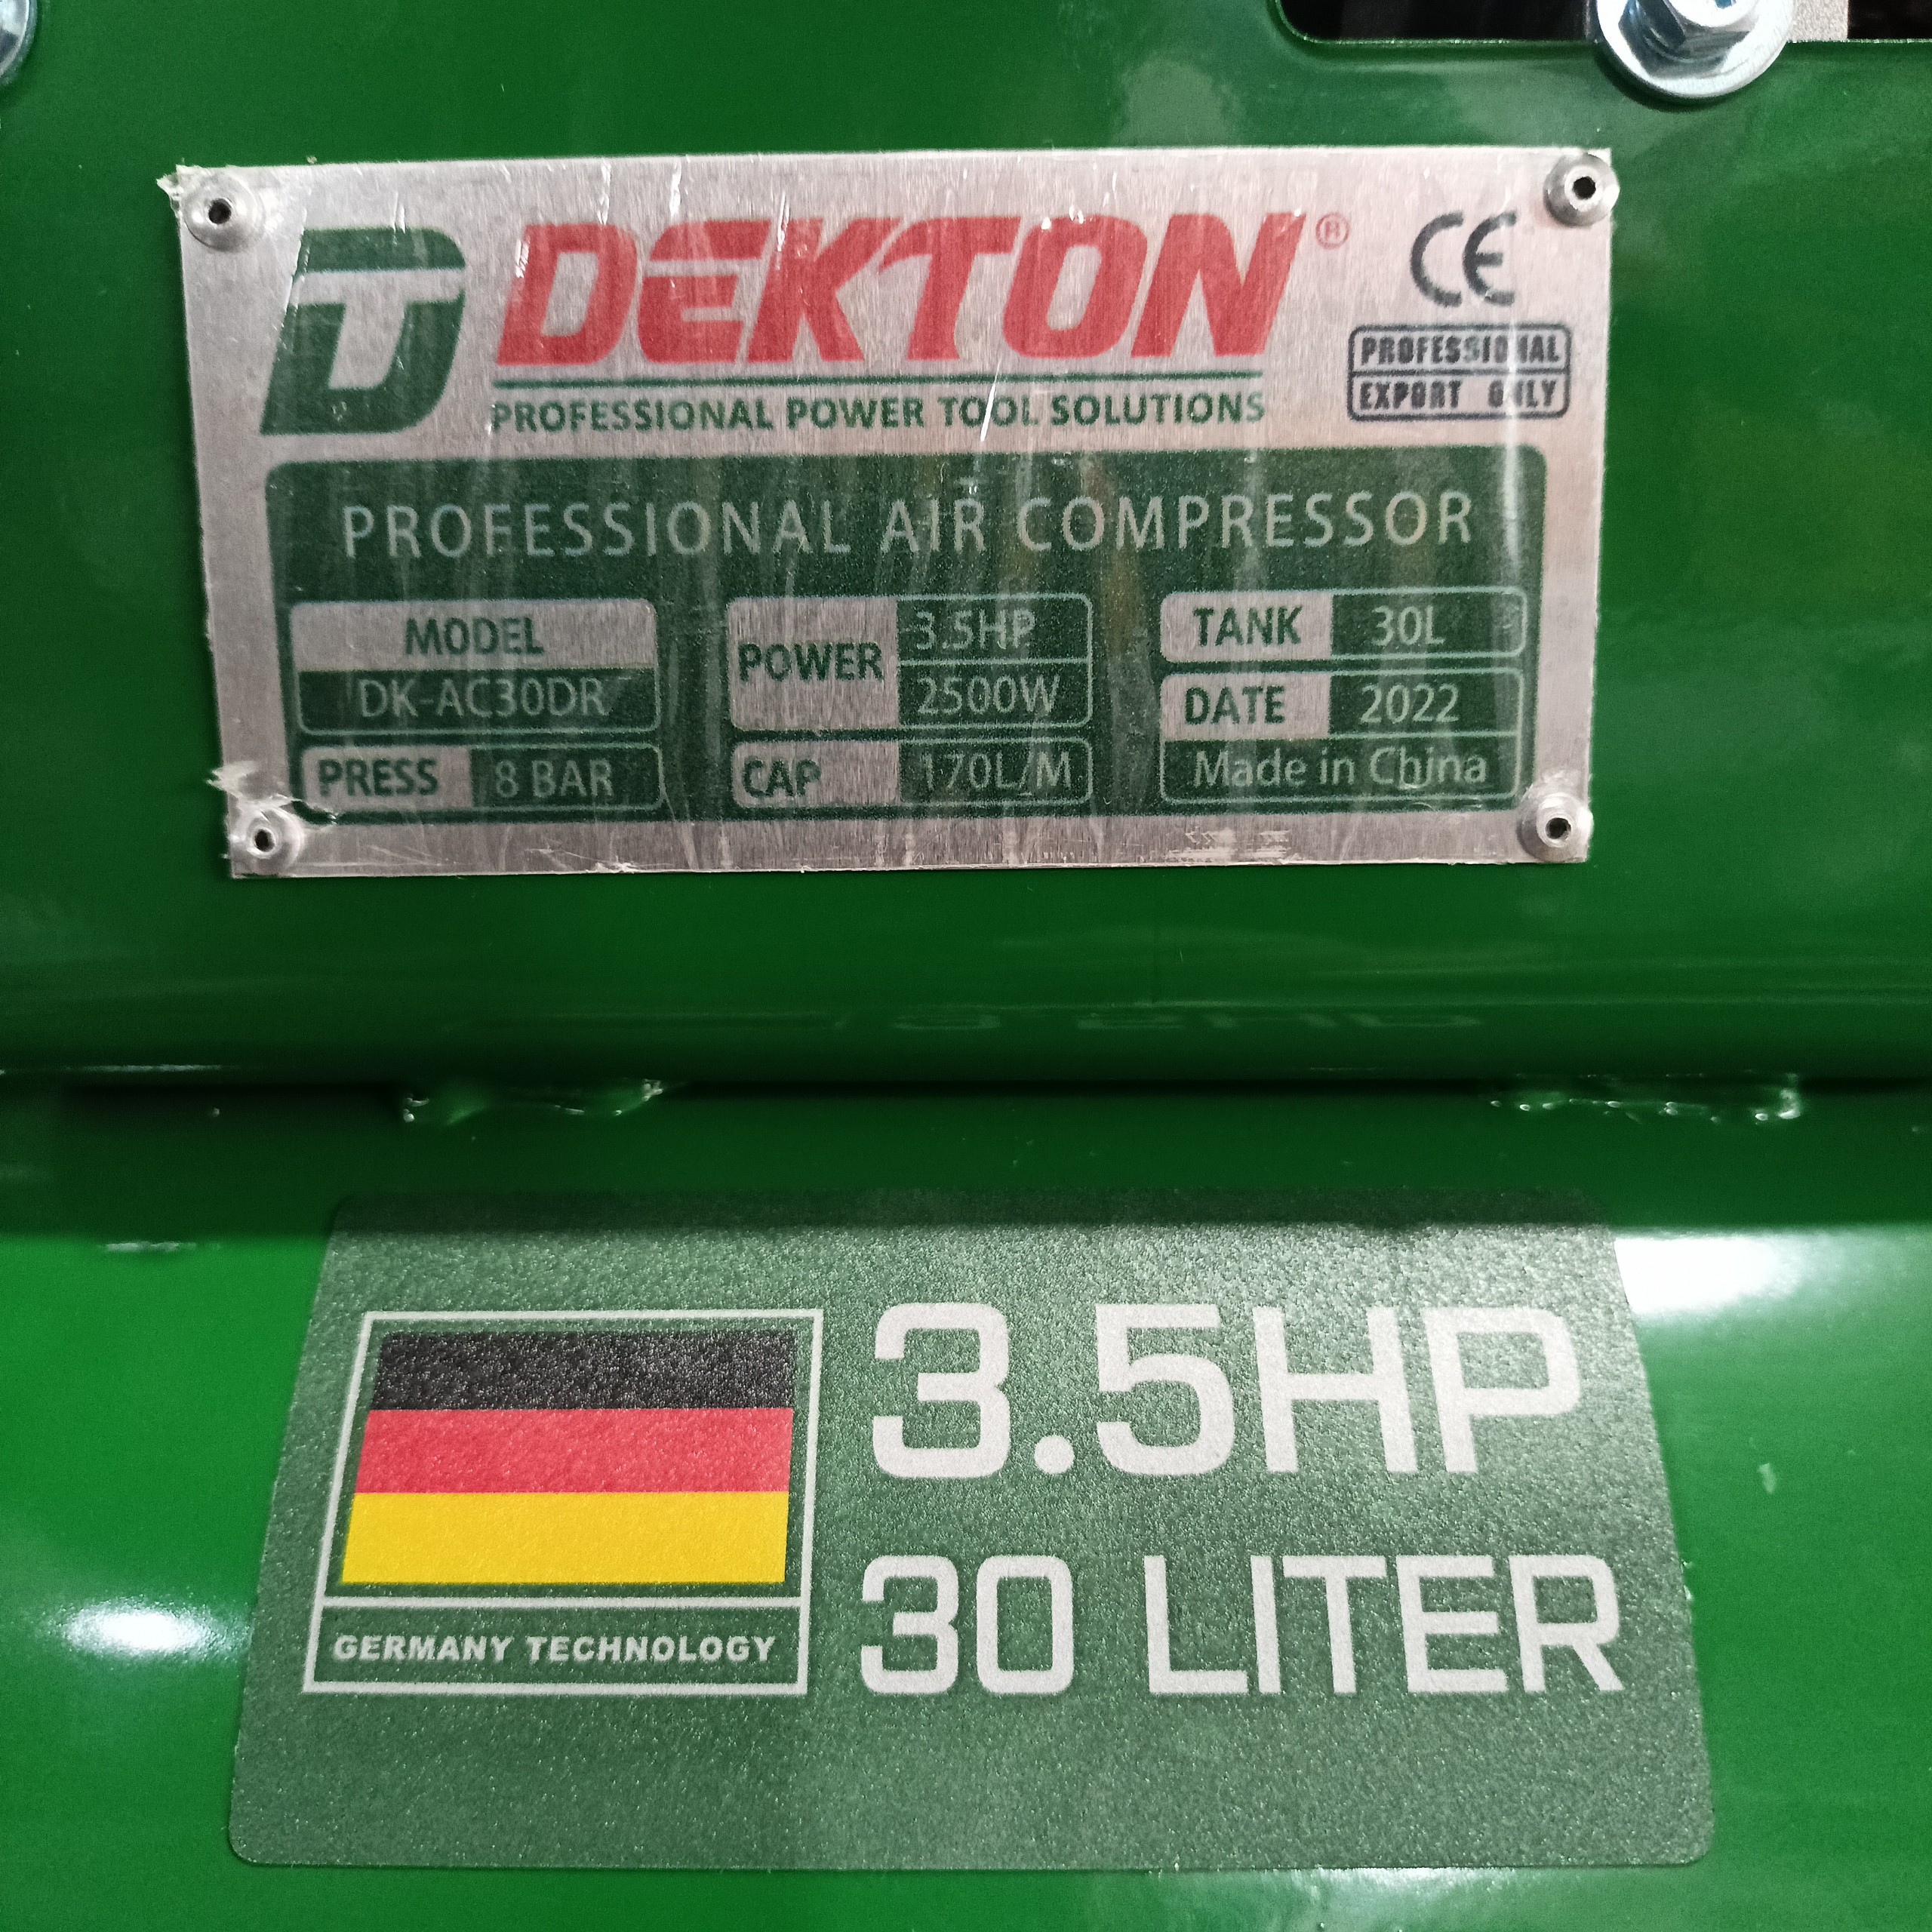 DEKTON®
PROFESSIONAL POWER TOOL SOLUTIONS
CE
PROFESSIONAL
EXPORT ONLY
PROFESSIONAL AIR COMPRESSOR
MODEL
DK-AC30DR
PRESS 8 BAR
POWER 3.5HP
2500W
CAP 170L/M
TANK 30L
DATE 2022
Made in China
GERMANY TECHNOLOGY
3.5HP
30 LITER